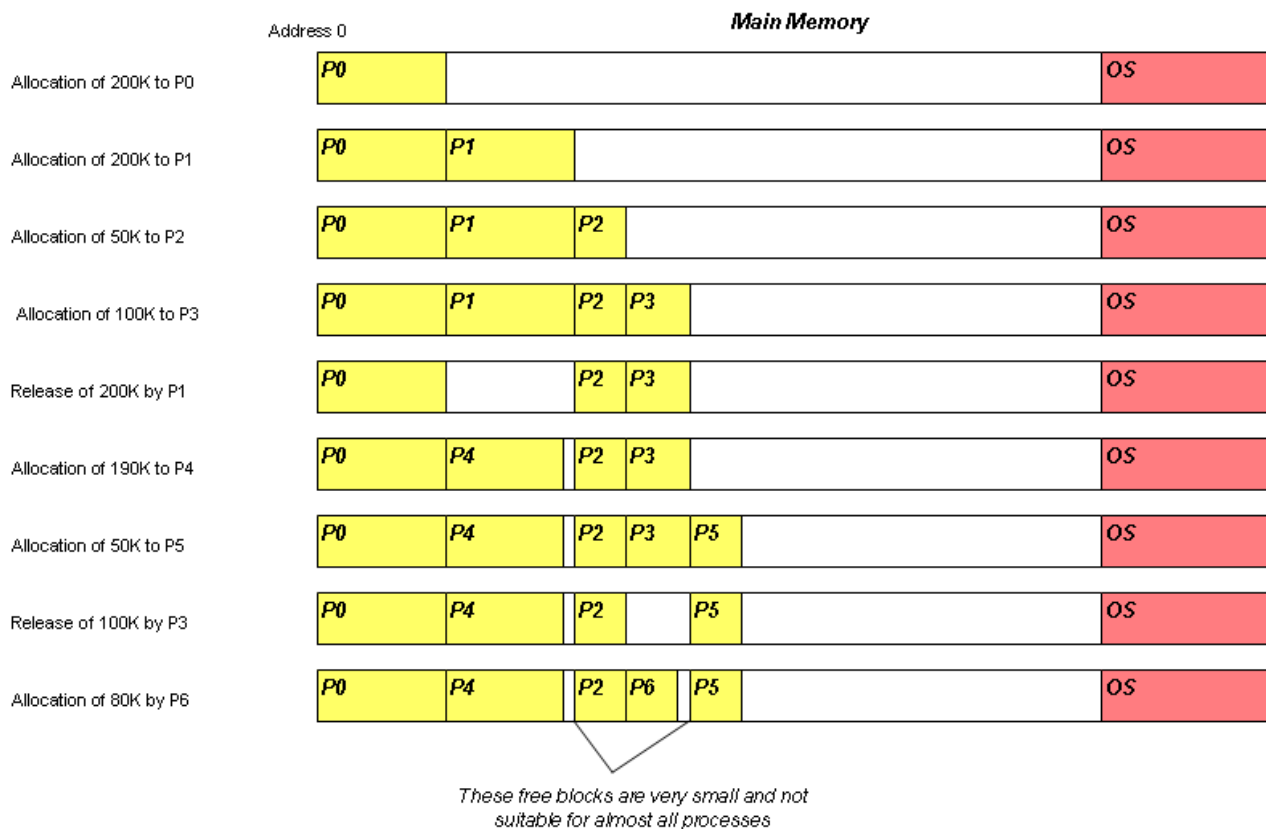 Main Memory
Address 0
Allocation of 200K to P0
P0 OS
Allocation of 200K to P1
P0 P1 OS
Allocation of 50K to P2
P0 P1 P2 OS
Allocation of 100K to P3
P0 P1 P2 P3 OS
Release of 200K by P1
P0 P2 P3 OS
Allocation of 190K to P4
P0 P4 P2 P3 OS
Allocation of 50K to P5
P0 P4 P2 P3 P5 OS
Release of 100K by P3
P0 P4 P2 P5 OS
Allocation of 80K by P6
P0 P4 P2 P6 P5 OS
These free blocks are very small and not
suitable for almost all processes